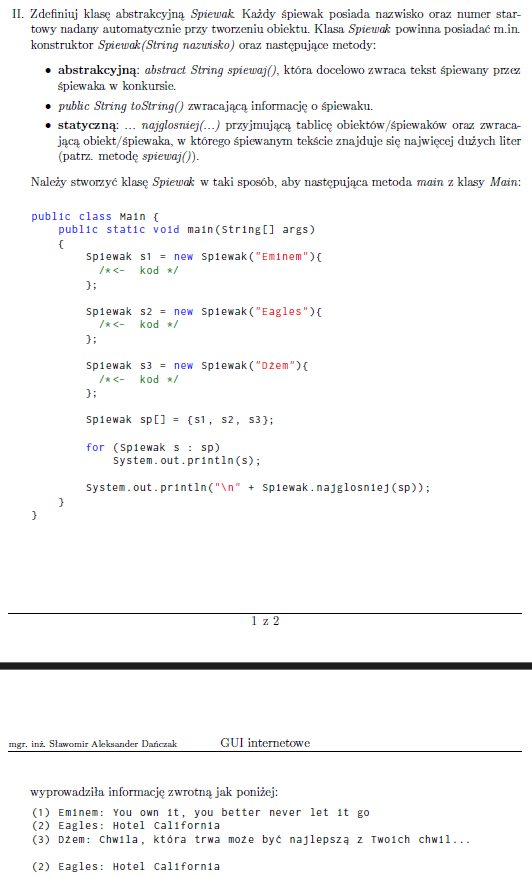 II. Zdefiniuj klasę abstrakcyjną Spiewak. Każdy śpiewak posiada nazwisko oraz numer star-
towy nadany automatycznie przy tworzeniu obiektu. Klasa Spiewak powinna posiadać m.in.
konstruktor Spiewak(String nazwisko) oraz następujące metody:
• abstrakcyjną: abstract String spiewaj(), która docelowo zwraca tekst śpiewany przez
śpiewaka w konkursie.
• public String toString() zwracającą informację o śpiewaku.
• statyczną: ... najglosniej(...) przyjmującą tablicę obiektów/śpiewaków oraz zwraca-
jącą obiekt/śpiewaka, w którego śpiewanym tekście znajduje się najwięcej dużych liter
(patrz. metodę spiewaj()).
Należy stworzyć klasę Spiewak w taki sposób, aby następująca metoda main z klasy Main:
public class Main {
public static void main(String[] args)
{
Spiewak s1 = new Spiewak("Eminem"){
/*<- kod */
};
Spiewak s2 = new Spiewak("Eagles"){
/*<- kod */
};
Spiewak s3 = new Spiewak("Dżem"){
/*<- kod */
};
Spiewak sp[] = {s1, s2, s3};
for (Spiewak s : sp)
System.out.println(s);
System.out.println("\n" + Spiewak.najglosniej(sp));
}
}
1 z 2
mgr. inż. Sławomir Aleksander Dańczak GUI internetowe
wyprowadziła informację zwrotną jak poniżej:
(1) Eminem: You own it, you better never let it go
(2) Eagles: Hotel California
(3) Dżem: Chwila, która trwa może być najlepszą z Twoich chwil...
(2) Eagles: Hotel California